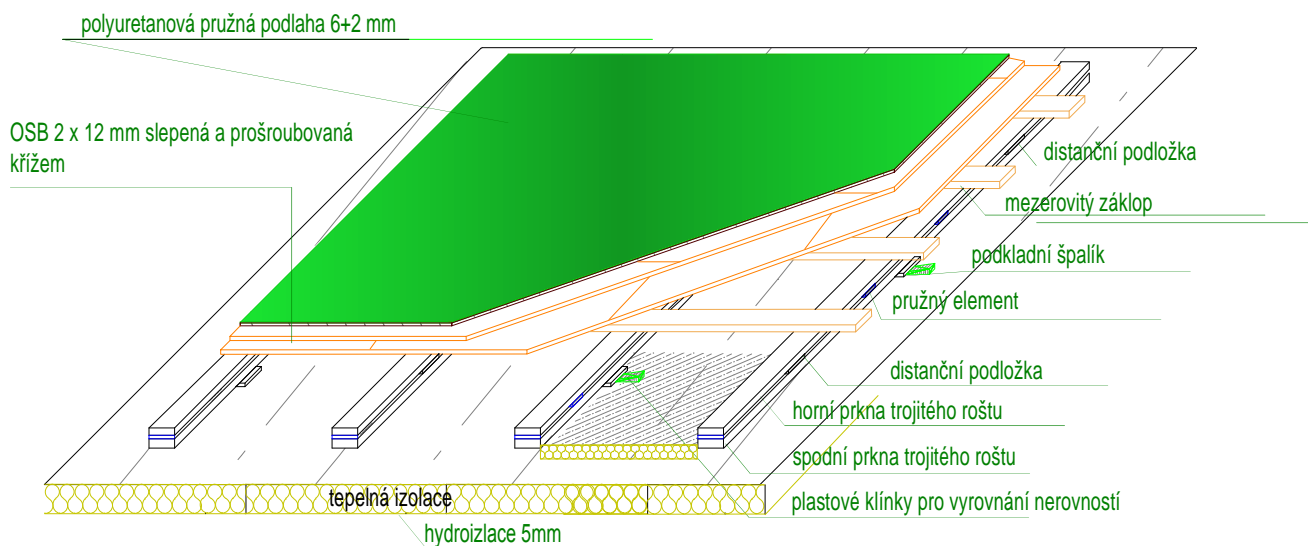 polyuretanová pružná podlaha 6+2 mm
OSB 2 x 12 mm slepená a prošroubovaná
křížem
distanční podložka
mezerovitý záklop
podkladní špalík
pružný element
distanční podložka
horní prkna trojitého roštu
spodní prkna trojitého roštu
plastové klínky pro vyrovnání nerovností
tepelná izolace
hydroizlace 5mm